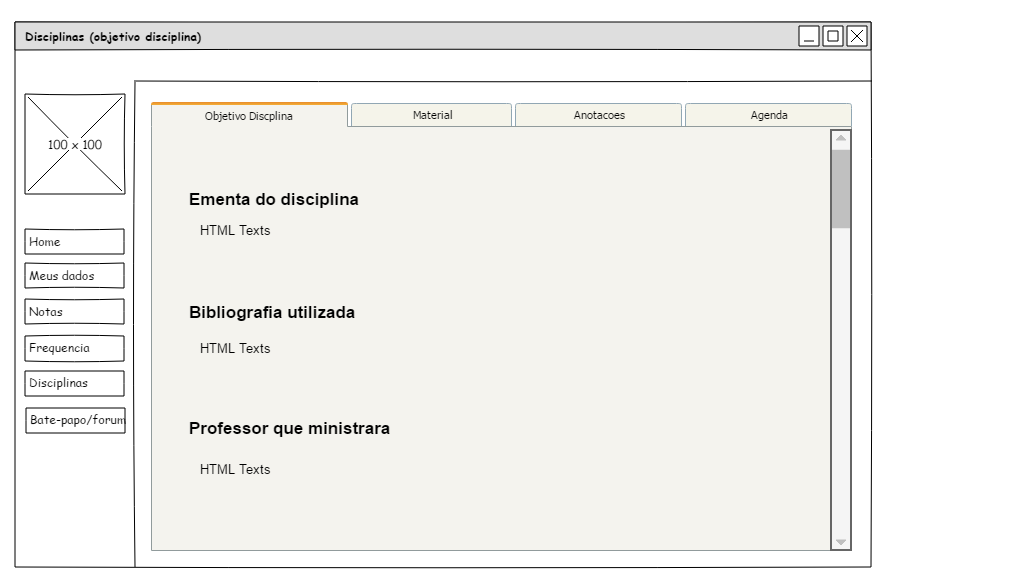 Disciplinas (objetivo disciplina)
Objetivo Discplina
Material
Anotacoes
Agenda
100 x 100
Ementa do disciplina
HTML Texts
Home
Meus dados
Notas
Frequencia
Disciplinas
Bate-papo/forum
Bibliografia utilizada
HTML Texts
Professor que ministrara
HTML Texts